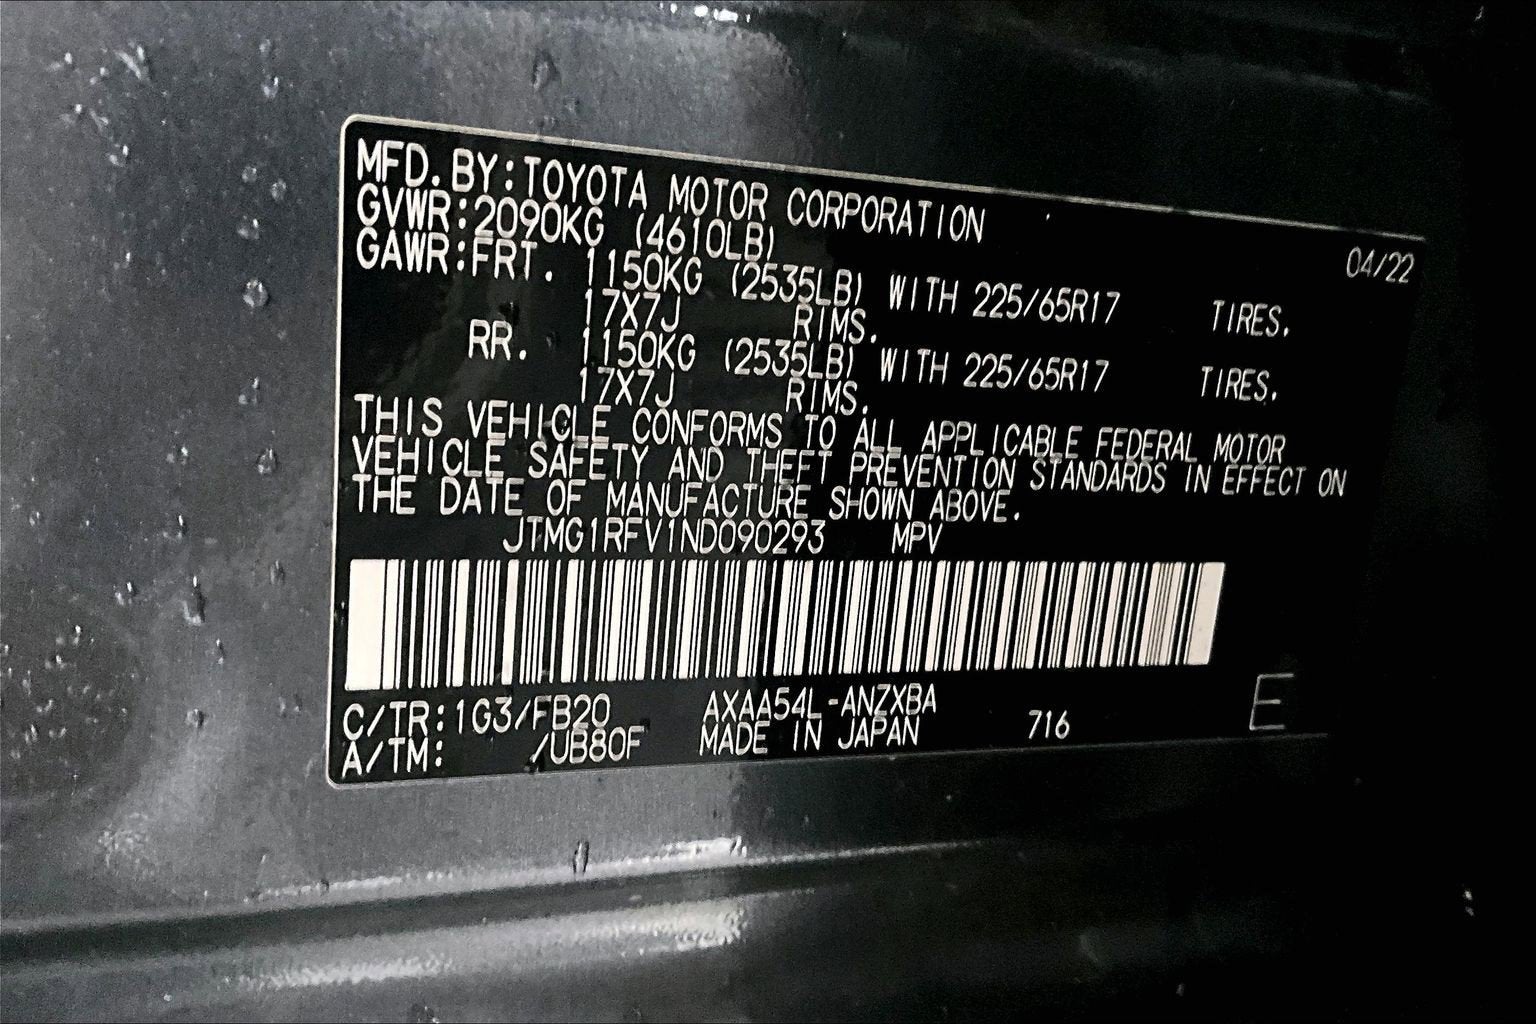 MFD.BY:TOYOTA MOTOR CORPORATION 04/22
GVWR:2090KG (4610LB)
GAWR:FRT. 1150KG (2535LB) WITH 225/65R17 TIRES.
17X7J RIMS.
RR. 1150KG (2535LB) WITH 225/65R17 TIRES.
17X7J RIMS.
THIS VEHICLE CONFORMS TO ALL APPLICABLE FEDERAL MOTOR
VEHICLE SAFETY AND THEFT PREVENTION STANDARDS IN EFFECT ON
THE DATE OF MANUFACTURE SHOWN ABOVE.
JTMG1RFV1ND090293 MPV
C/TR:1G3/FB20 AXAA54L-ANZXBA
A/TM: /UB80F MADE IN JAPAN 716 E